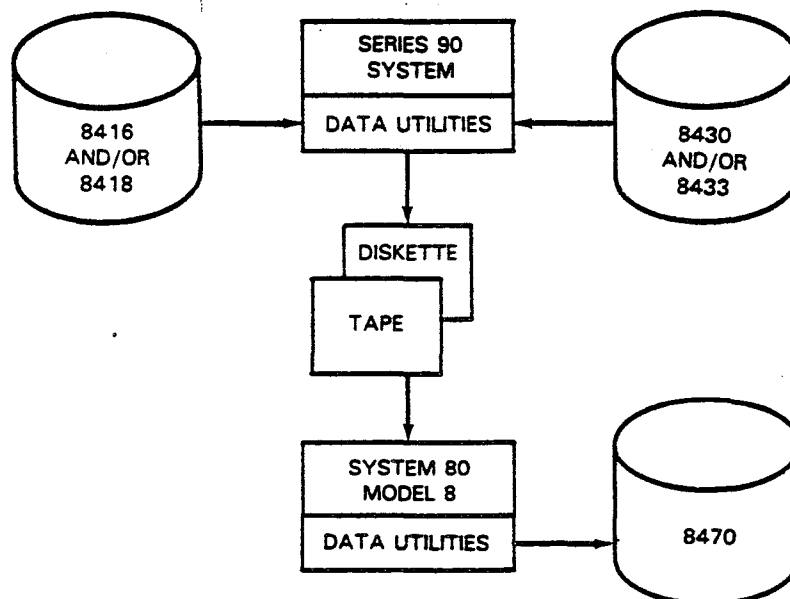 SERIES 90
SYSTEM
DATA UTILITIES
8416
AND/OR
8418
8430
AND/OR
8433
DISKETTE
TAPE
SYSTEM 80
MODEL 8
DATA UTILITIES
8470